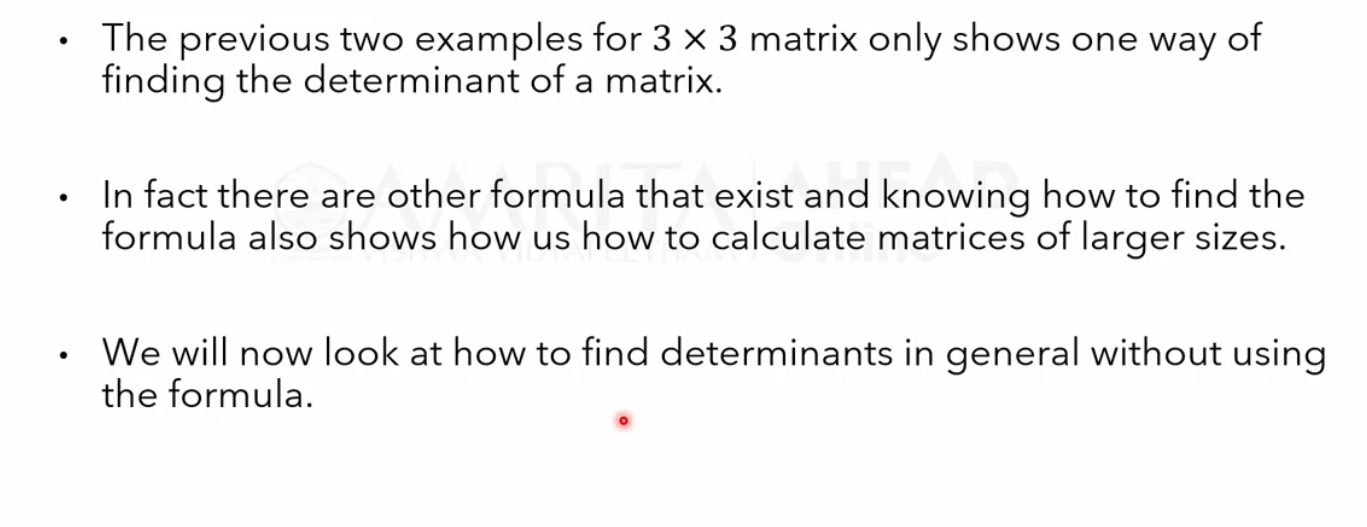 • The previous two examples for 3 × 3 matrix only shows one way of
finding the determinant of a matrix.
• In fact there are other formula that exist and knowing how to find the
formula also shows how us how to calculate matrices of larger sizes.
• We will now look at how to find determinants in general without using
the formula.
AMRITA AHEAD
VISHWA VIDYAPEETHAM Online